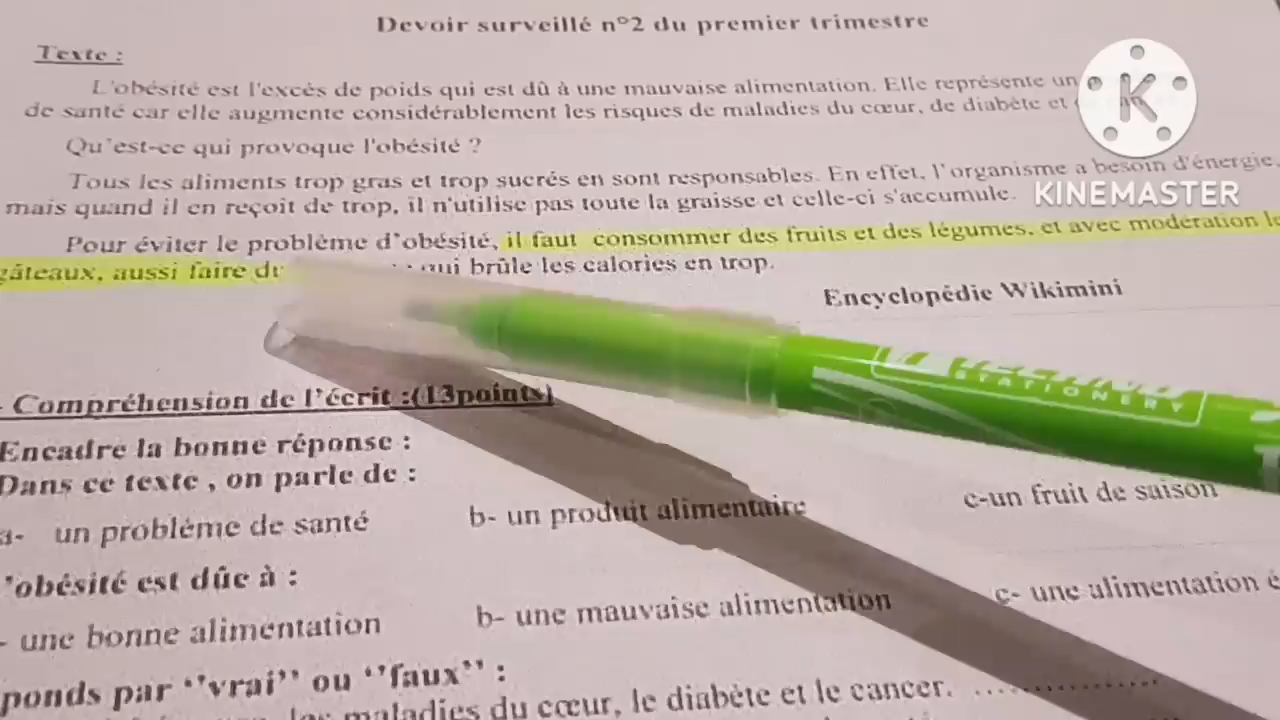 Devoir surveillé n°2 du premier trimestre
Texte :
L'obésité est l'excès de poids qui est dû à une mauvaise alimentation. Elle représente un
de santé car elle augmente considérablement les risques de maladies du cœur, de diabète et
Qu'est-ce qui provoque l'obésité ?
Tous les aliments trop gras et trop sucrés en sont responsables. En effet, l'organisme a besoin d'énergie,
mais quand il en reçoit de trop, il n'utilise pas toute la graisse et celle-ci s'accumule.
Pour éviter le problème d'obésité, il faut consommer des fruits et des légumes, et avec modération
gâteaux, aussi faire qui brûle les calories en trop.
Encyclopédie Wikimini
- Compréhension de l'écrit :(13points)
Encadre la bonne réponse :
Dans ce texte , on parle de :
a- un problème de santé b- un produit alimentaire c-un fruit de saison
'obésité est dûe à :
- une bonne alimentation b- une mauvaise alimentation c- une alimentation
ponds par ''vrai'' ou ''faux'' :
les maladies du cœur, le diabète et le cancer. ..................
K
KINEMASTER
TECHNO
STATIONERY